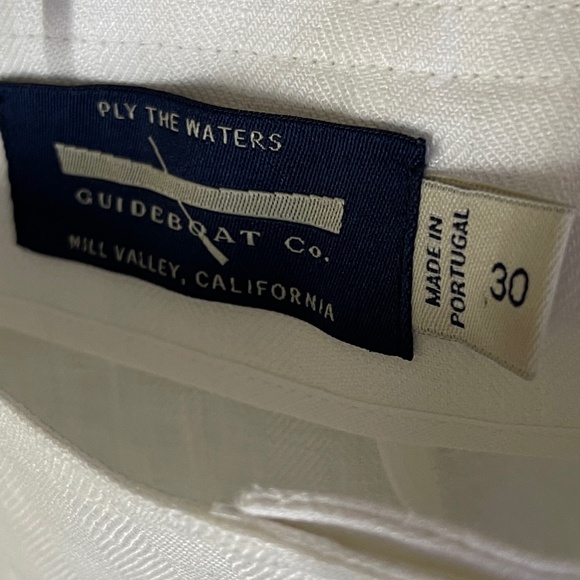 PLY THE WATERS
GUIDEBOAT Co.
MILL VALLEY, CALIFORNIA
MADE IN
PORTUGAL
30